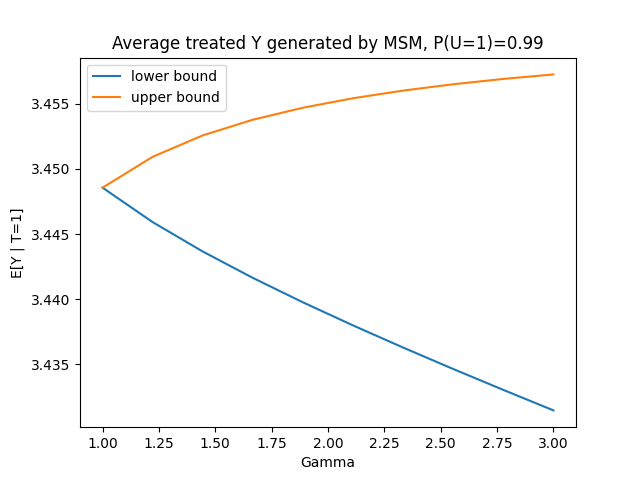 Average treated Y generated by MSM, P(U=1)=0.99
lower bound
upper bound
3.455
3.450
3.445
3.440
3.435
E[Y | T=1]
1.00 1.25 1.50 1.75 2.00 2.25 2.50 2.75 3.00
Gamma